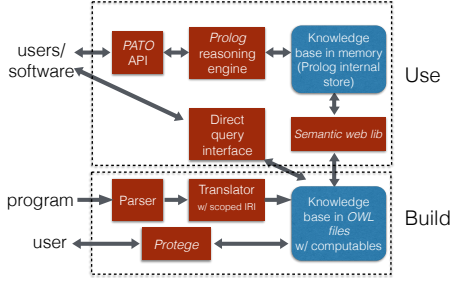 users/
software
PATO
API
Prolog
reasoning
engine
Knowledge
base in memory
(Prolog internal
store)
Use
Direct
query
interface
Semantic web lib
program
Parser
Translator
w/ scoped IRI
Knowledge
base in OWL
files
w/ computables
Build
user
Protege